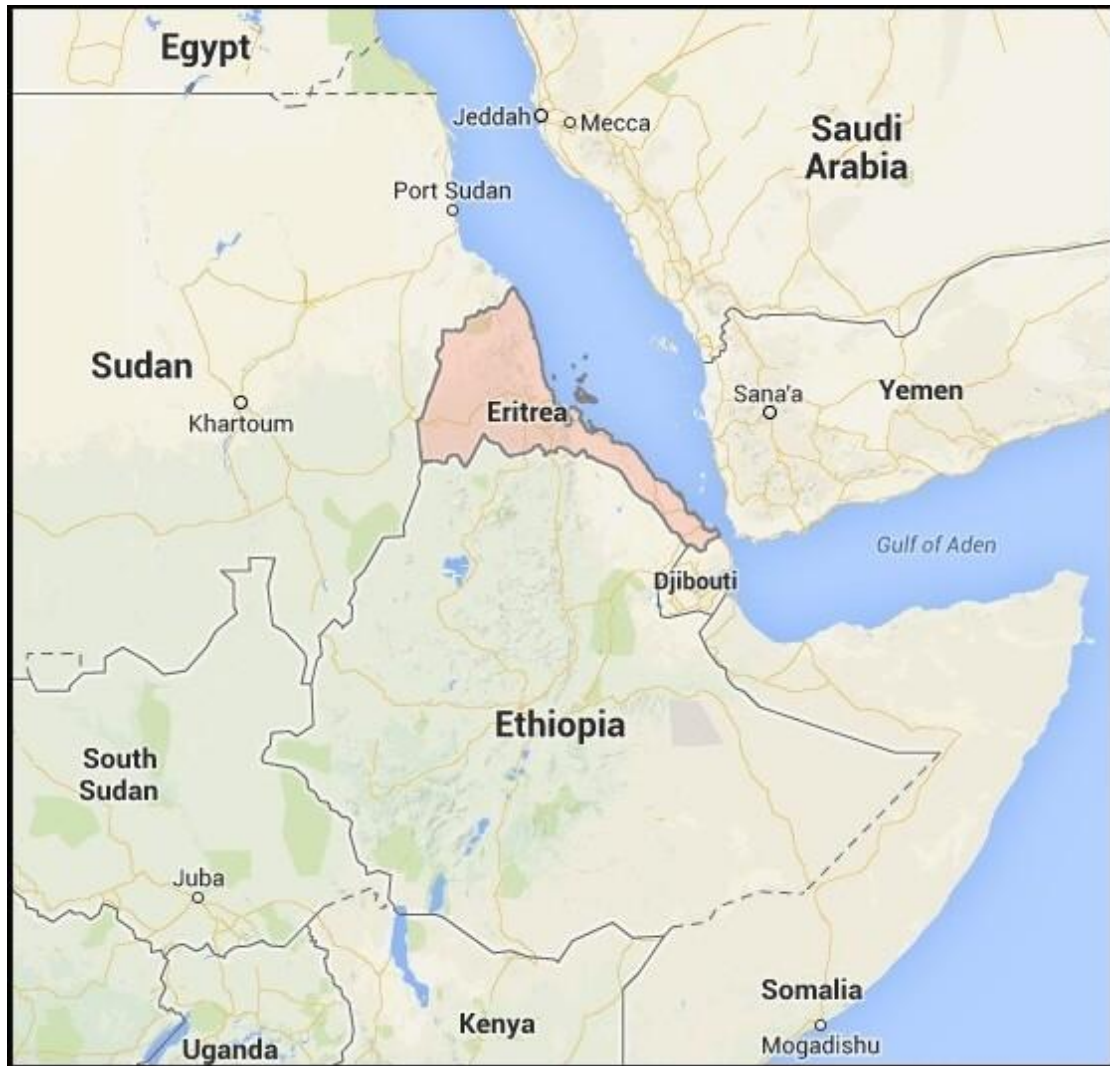 Egypt
Jeddah
Mecca
Saudi
Arabia
Port Sudan
Sudan
Khartoum
Eritrea
Sana'a
Yemen
Gulf of Aden
Djibouti
Ethiopia
South
Sudan
Juba
Somalia
Kenya
Mogadishu
Uganda